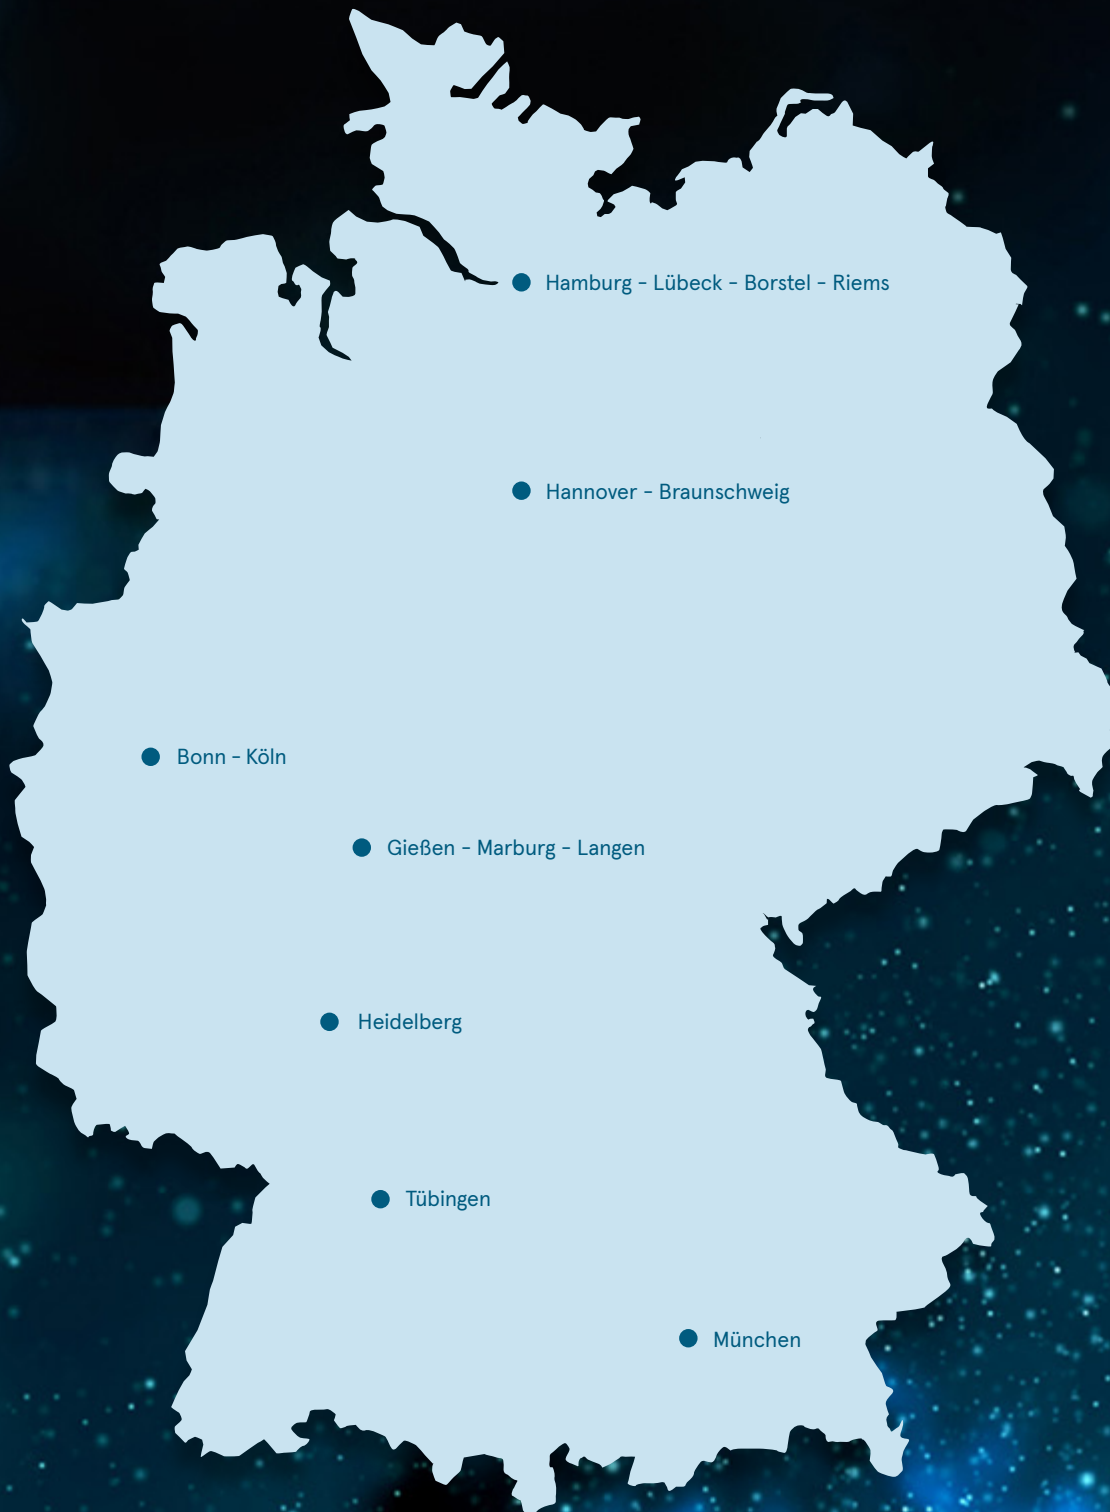 Hamburg - Lübeck - Borstel - Riems
Hannover - Braunschweig
Bonn - Köln
Gießen - Marburg - Langen
Heidelberg
Tübingen
München